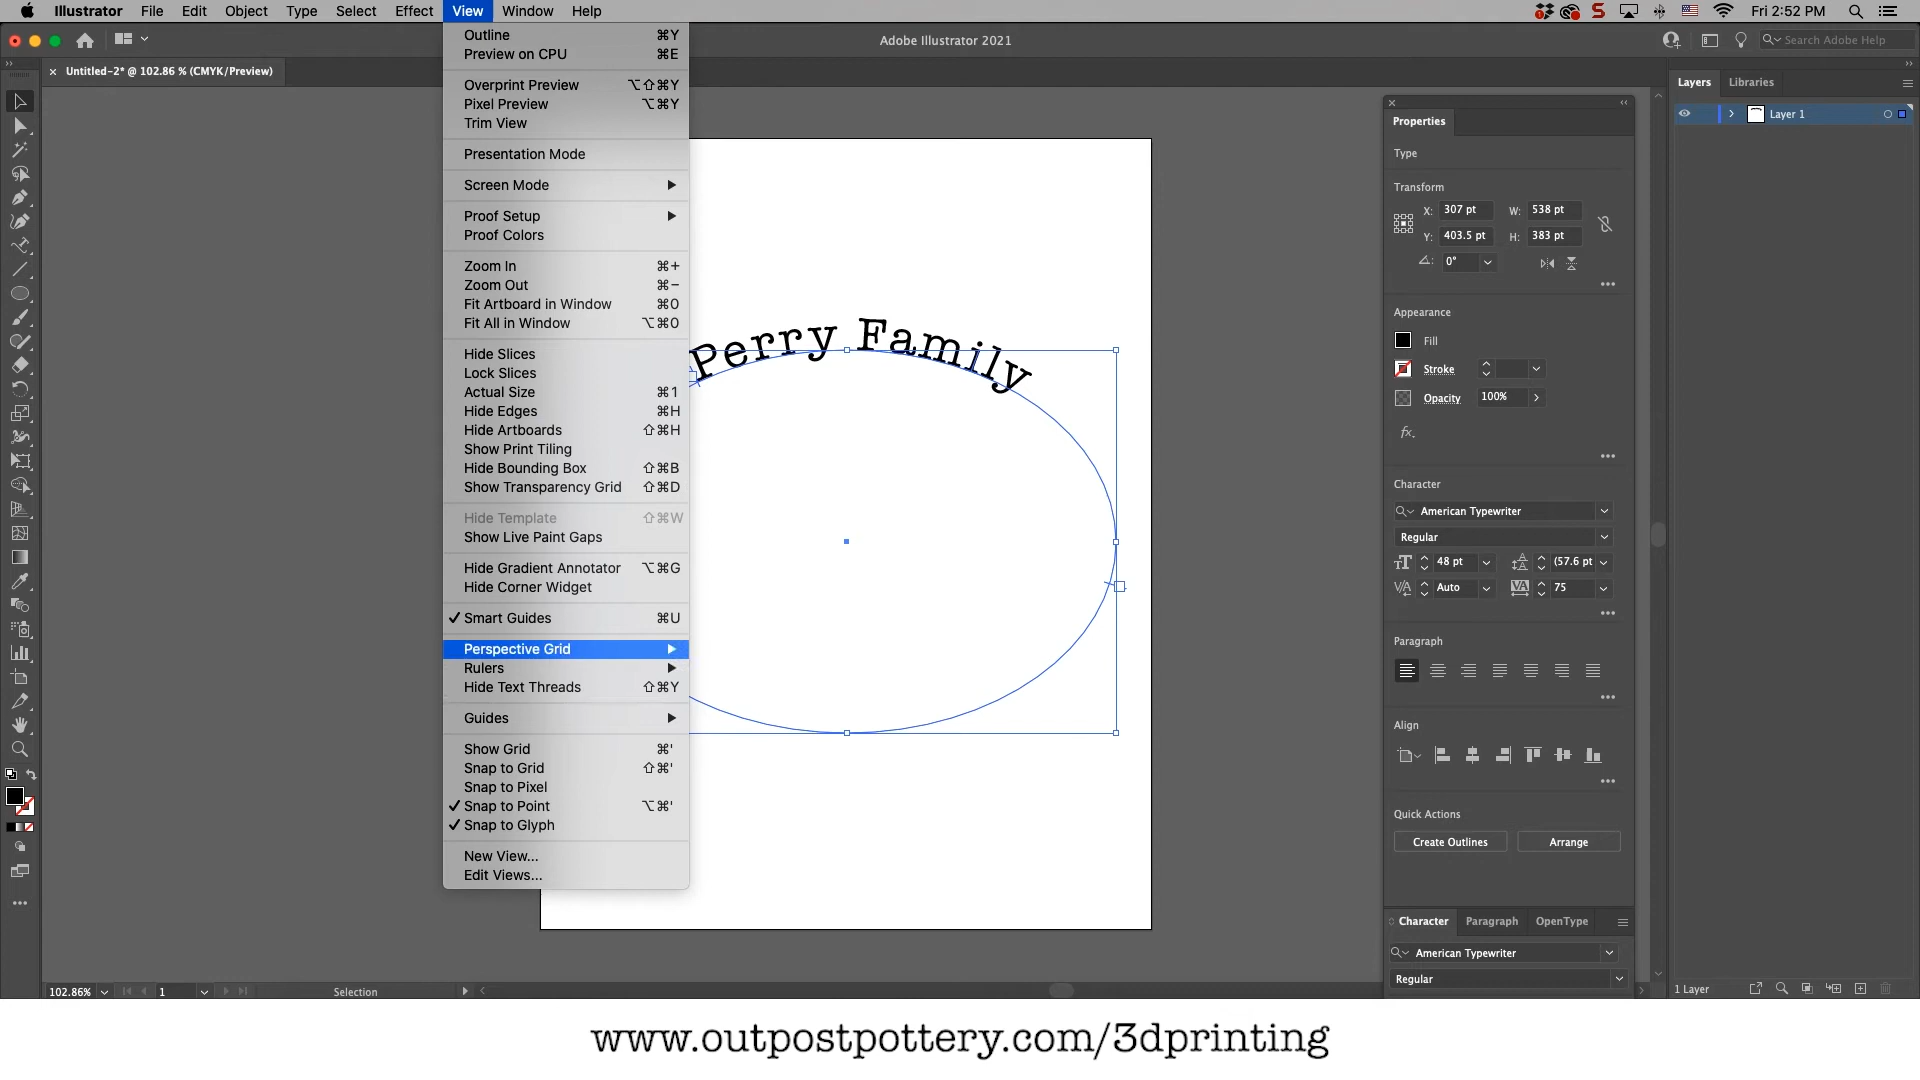 Illustrator File Edit Object Type Select Effect View Window Help
Fri 2:52 PM
Adobe Illustrator 2021
Search Adobe Help
Untitled-2* @ 102.86 % (CMYK/Preview)
Outline ⌘Y
Preview on CPU ⌘E
Overprint Preview ⌥⇧⌘Y
Pixel Preview ⌥⌘Y
Trim View
Presentation Mode
Screen Mode
Proof Setup
Proof Colors
Zoom In ⌘+
Zoom Out ⌘−
Fit Artboard in Window ⌘0
Fit All in Window ⌥⌘0
Hide Slices
Lock Slices
Actual Size ⌘1
Hide Edges ⌘H
Hide Artboards ⇧⌘H
Show Print Tiling
Hide Bounding Box ⇧⌘B
Show Transparency Grid ⇧⌘D
Hide Template ⇧⌘W
Show Live Paint Gaps
Hide Gradient Annotator ⌥⌘G
Hide Corner Widget
Smart Guides ⌘U
Perspective Grid
Rulers
Hide Text Threads ⇧⌘Y
Guides
Show Grid ⌘'
Snap to Grid ⇧⌘'
Snap to Pixel
Snap to Point ⌥⌘'
Snap to Glyph
New View...
Edit Views...
Perry Family
Properties
Type
Transform
X: 307 pt W: 538 pt
Y: 403.5 pt H: 383 pt
0°
Appearance
Fill
Stroke
Opacity 100%
fx.
Character
American Typewriter
Regular
48 pt (57.6 pt
Auto 75
Paragraph
Align
Quick Actions
Create Outlines Arrange
Character Paragraph OpenType
American Typewriter
Regular
Layers Libraries
Layer 1
1 Layer
102.86% 1 Selection
www.outpostpottery.com/3dprinting